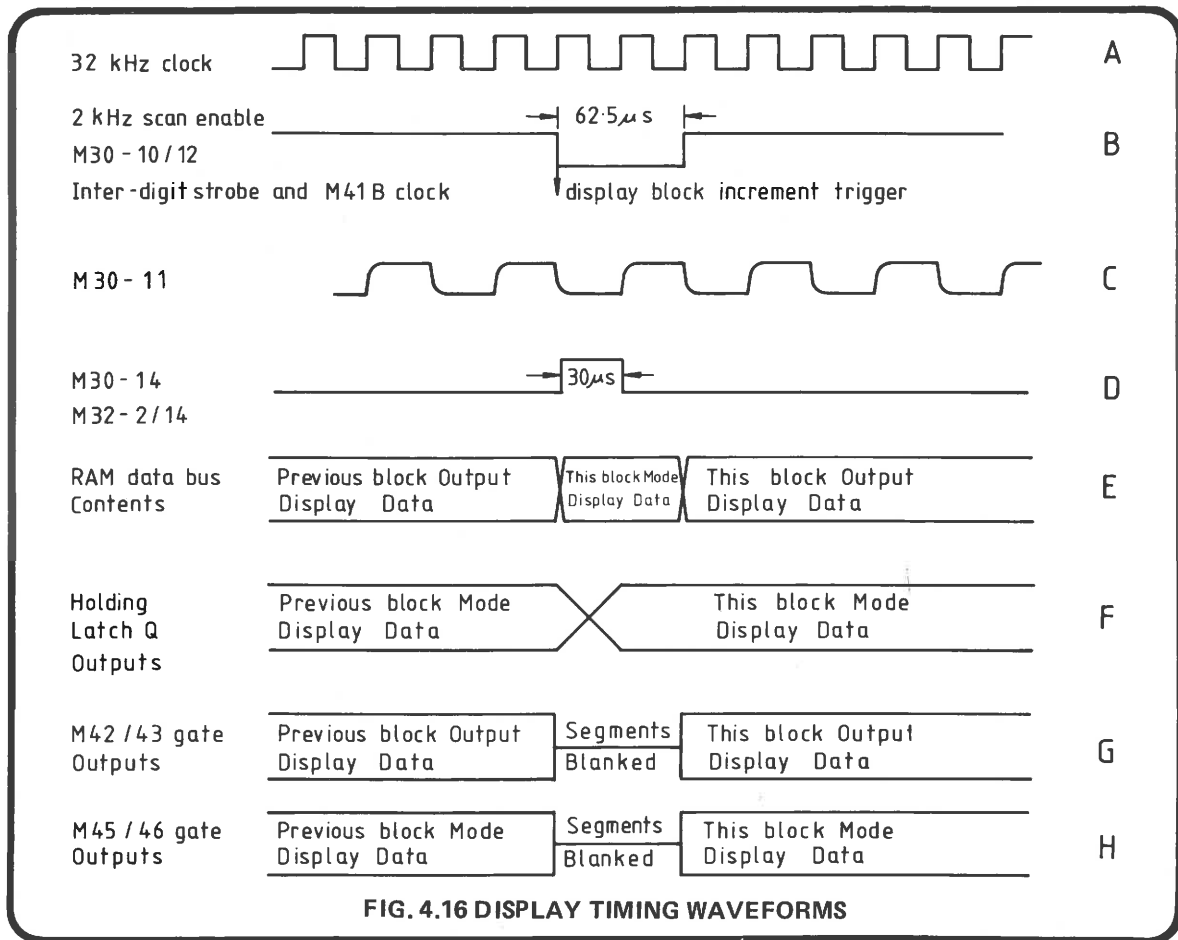 32 kHz clock
A
2 kHz scan enable
62·5µs
M30-10/12
B
Inter-digit strobe and M41B clock
display block increment trigger
M30-11
C
M30-14
30µs
D
M32-2/14
RAM data bus
Contents
Previous block Output
Display Data
This block Mode
Display Data
This block Output
Display Data
E
Holding
Latch Q
Outputs
Previous block Mode
Display Data
This block Mode
Display Data
F
M42/43 gate
Outputs
Previous block Output
Display Data
Segments
Blanked
This block Output
Display Data
G
M45/46 gate
Outputs
Previous block Mode
Display Data
Segments
Blanked
This block Mode
Display Data
H
FIG. 4.16 DISPLAY TIMING WAVEFORMS